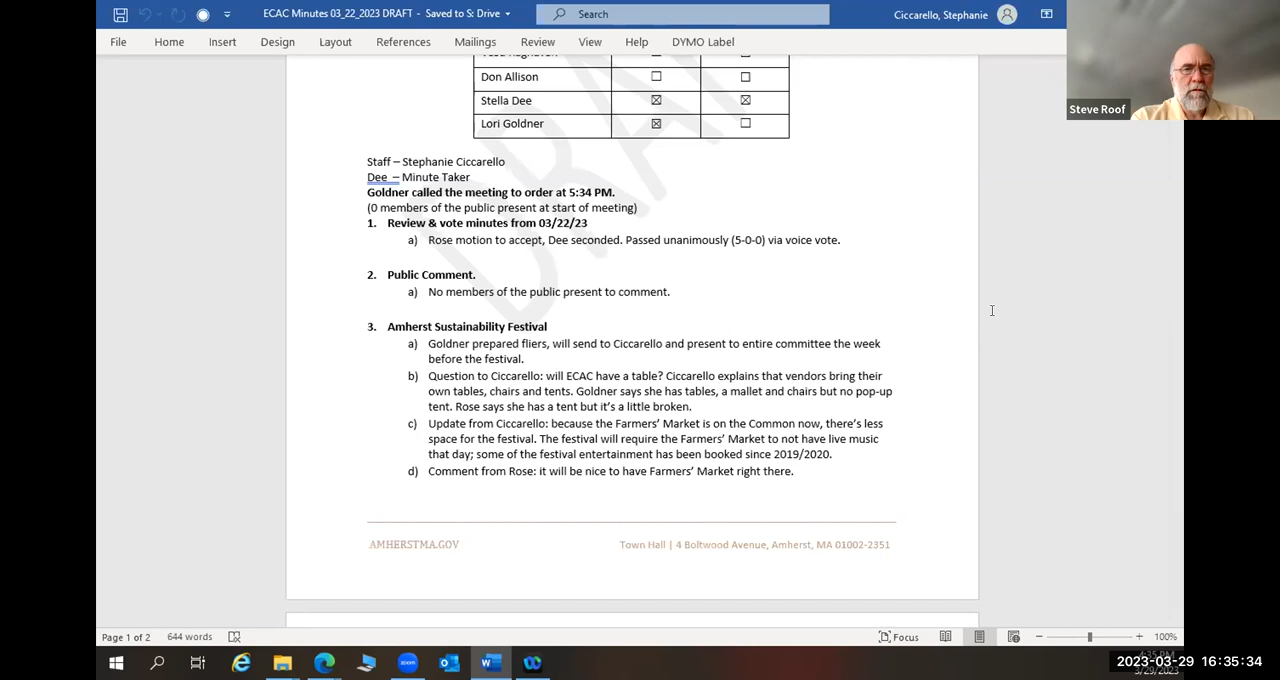 ECAC Minutes 03_22_2023 DRAFT - Saved to S: Drive
Search
Ciccarello, Stephanie
File Home Insert Design Layout References Mailings Review View Help DYMO Label
Steve Roof
Don Allison ☐ ☐
Stella Dee ☒ ☒
Lori Goldner ☒ ☐
DRAFT
Staff – Stephanie Ciccarello
Dee – Minute Taker
Goldner called the meeting to order at 5:34 PM.
(0 members of the public present at start of meeting)
1. Review & vote minutes from 03/22/23
a) Rose motion to accept, Dee seconded. Passed unanimously (5-0-0) via voice vote.
2. Public Comment.
a) No members of the public present to comment.
3. Amherst Sustainability Festival
a) Goldner prepared fliers, will send to Ciccarello and present to entire committee the week
before the festival.
b) Question to Ciccarello: will ECAC have a table? Ciccarello explains that vendors bring their
own tables, chairs and tents. Goldner says she has tables, a mallet and chairs but no pop-up
tent. Rose says she has a tent but it's a little broken.
c) Update from Ciccarello: because the Farmers' Market is on the Common now, there's less
space for the festival. The festival will require the Farmers' Market to not have live music
that day; some of the festival entertainment has been booked since 2019/2020.
d) Comment from Rose: it will be nice to have Farmers' Market right there.
AMHERSTMA.GOV Town Hall | 4 Boltwood Avenue, Amherst, MA 01002-2351
Page 1 of 2 644 words Focus 100%
zoom
4:35 PM
2023-03-29 16:35:34
3/29/2023